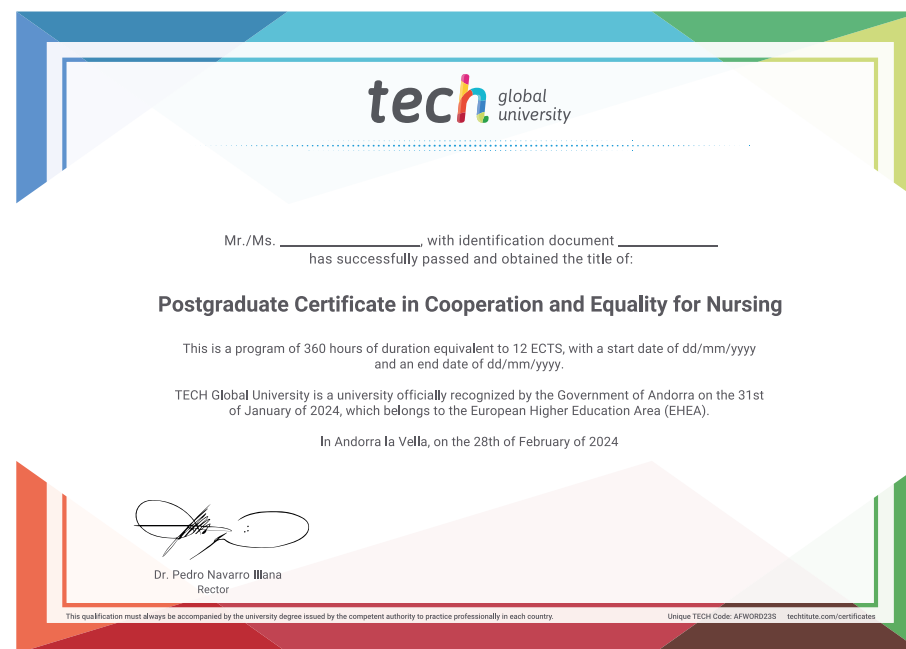 tech global
university
Mr./Ms. ____________________, with identification document ______________
has successfully passed and obtained the title of:
Postgraduate Certificate in Cooperation and Equality for Nursing
This is a program of 360 hours of duration equivalent to 12 ECTS, with a start date of dd/mm/yyyy
and an end date of dd/mm/yyyy.
TECH Global University is a university officially recognized by the Government of Andorra on the 31st
of January of 2024, which belongs to the European Higher Education Area (EHEA).
In Andorra la Vella, on the 28th of February of 2024
Dr. Pedro Navarro Illana
Rector
This qualification must always be accompanied by the university degree issued by the competent authority to practice professionally in each country.
Unique TECH Code: AFWORD23S techtitute.com/certificates